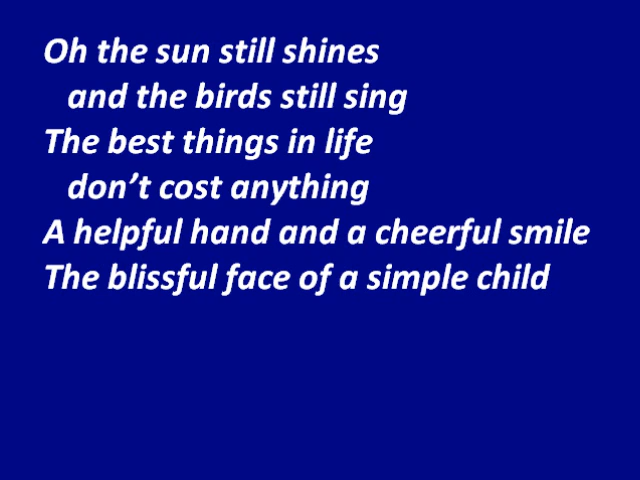 Oh the sun still shines
and the birds still sing
The best things in life
don’t cost anything
A helpful hand and a cheerful smile
The blissful face of a simple child